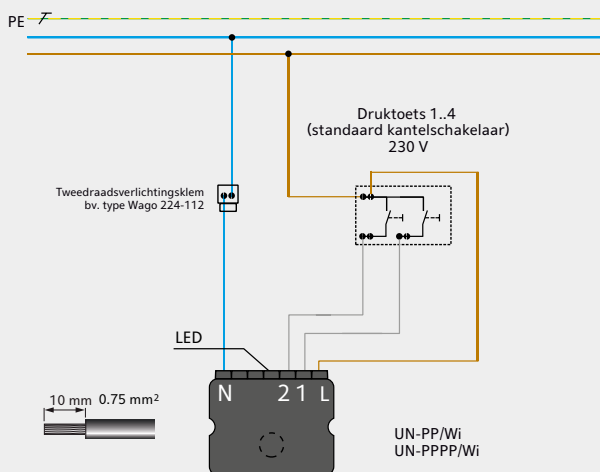 PE
Druktoets 1..4
(standaard kantelschakelaar)
230 V
Tweedraadsverlichtingsklem
bv. type Wago 224-112
LED
N 2 1 L
10 mm 0.75 mm²
UN-PP/Wi
UN-PPPP/Wi